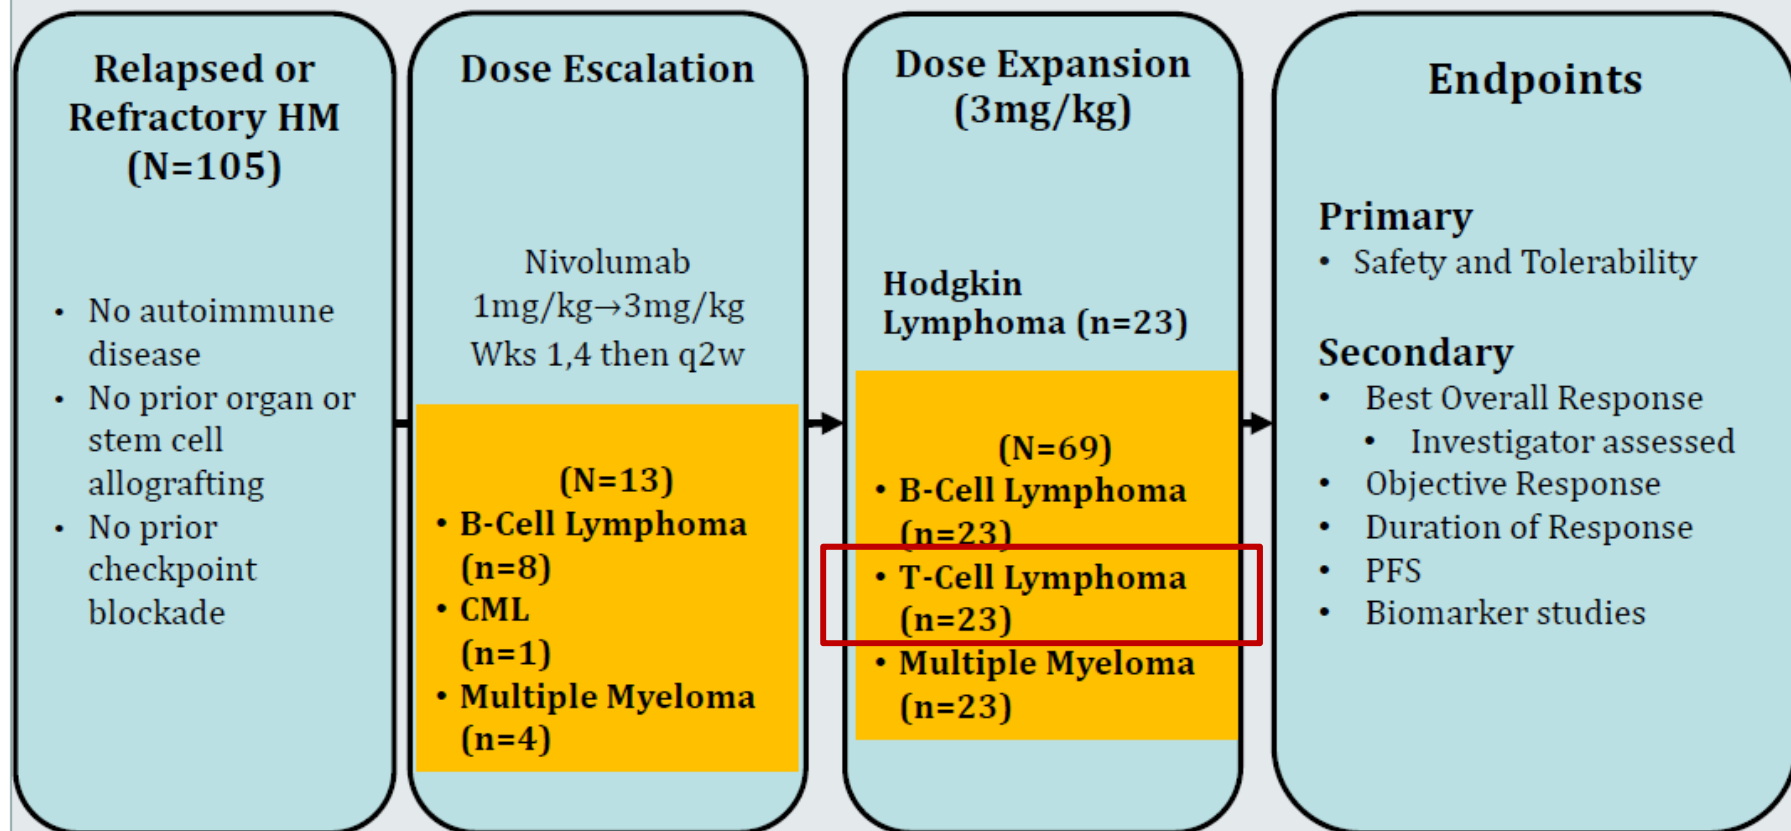 Relapsed or
Refractory HM
(N=105)
• No autoimmune
disease
• No prior organ or
stem cell
allografting
• No prior
checkpoint
blockade
Dose Escalation
Nivolumab
1mg/kg→3mg/kg
Wks 1,4 then q2w
(N=13)
• B-Cell Lymphoma
(n=8)
• CML
(n=1)
• Multiple Myeloma
(n=4)
Dose Expansion
(3mg/kg)
Hodgkin
Lymphoma (n=23)
(N=69)
• B-Cell Lymphoma
(n=23)
• T-Cell Lymphoma
(n=23)
• Multiple Myeloma
(n=23)
Endpoints
Primary
• Safety and Tolerability
Secondary
• Best Overall Response
• Investigator assessed
• Objective Response
• Duration of Response
• PFS
• Biomarker studies